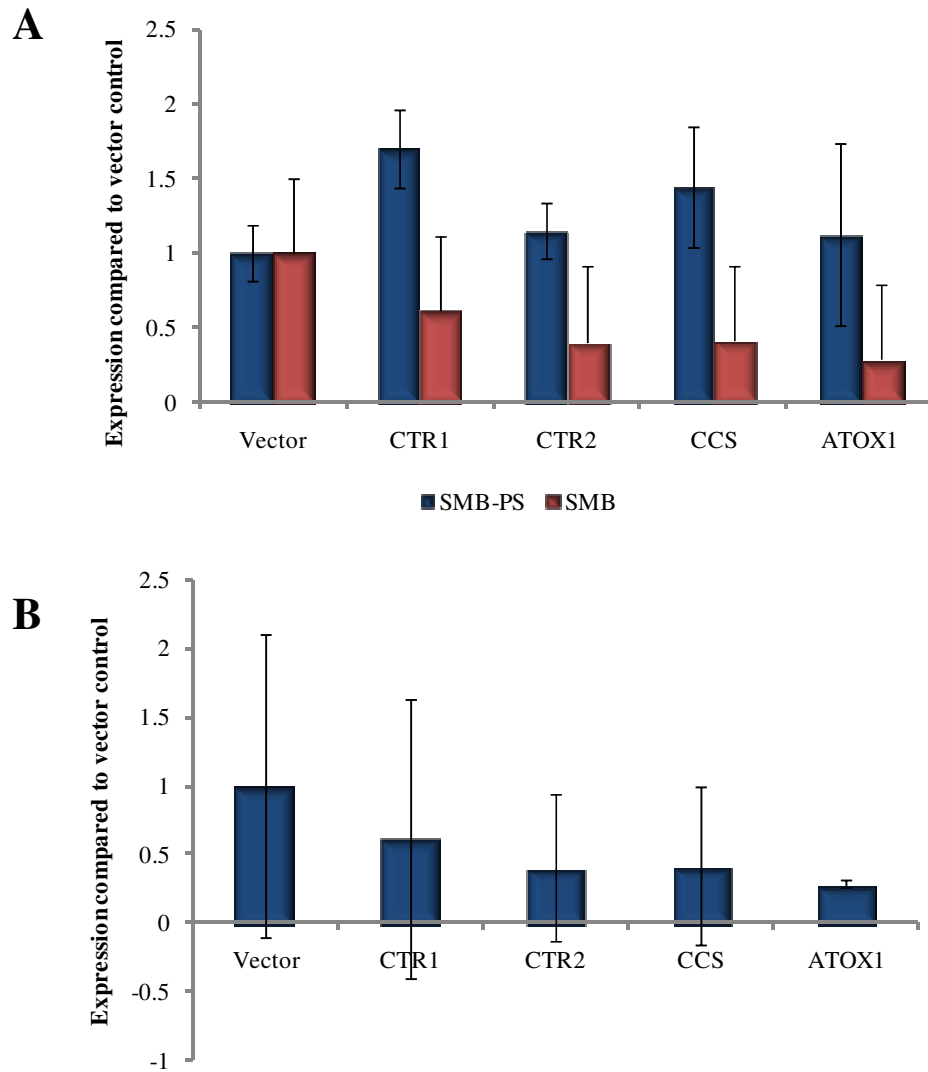 A
Expression compared to vector control
2.5
2
1.5
1
0.5
0
Vector CTR1 CTR2 CCS ATOX1
SMB-PS SMB
B
Expression compared to vector control
2.5
2
1.5
1
0.5
0
Vector CTR1 CTR2 CCS ATOX1
-0.5
-1